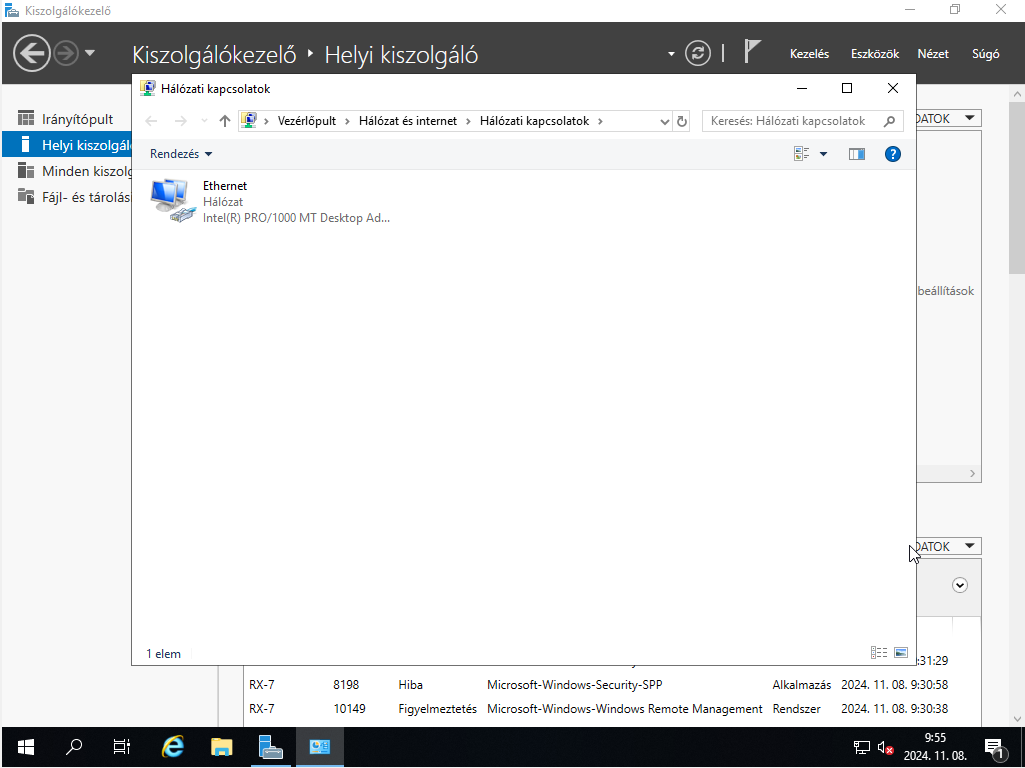 Kiszolgálókezelő
Kiszolgálókezelő ‣ Helyi kiszolgáló
Kezelés Eszközök Nézet Súgó
Hálózati kapcsolatok
Irányítópult
Helyi kiszolgáló
Minden kiszolg
Fájl- és tárolás
Vezérlőpult › Hálózat és internet › Hálózati kapcsolatok ›
Keresés: Hálózati kapcsolatok
Rendezés
Ethernet
Hálózat
Intel(R) PRO/1000 MT Desktop Ad...
DATOK
beállítások
DATOK
1 elem
:31:29
RX-7 8198 Hiba Microsoft-Windows-Security-SPP Alkalmazás 2024. 11. 08. 9:30:58
RX-7 10149 Figyelmeztetés Microsoft-Windows-Windows Remote Management Rendszer 2024. 11. 08. 9:30:38
9:55
2024. 11. 08.
1